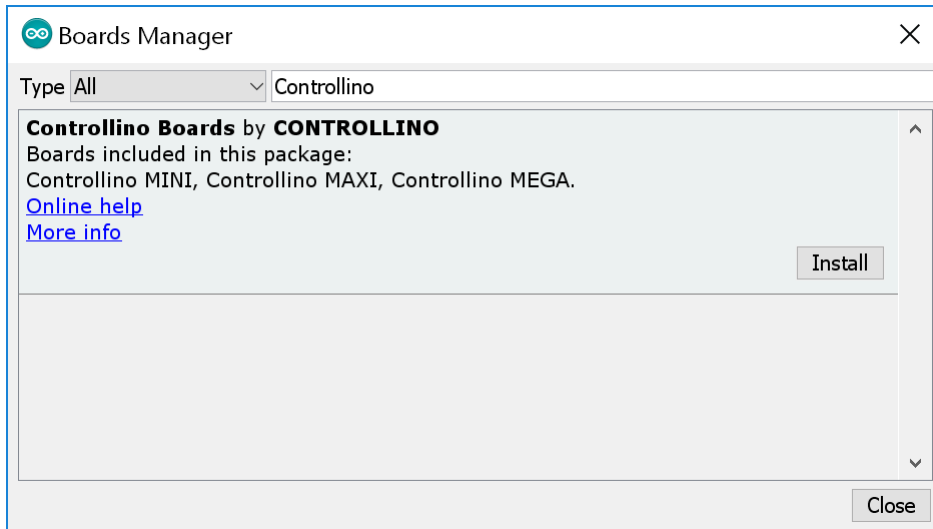 Boards Manager
Type All Controllino
Controllino Boards by CONTROLLINO
Boards included in this package:
Controllino MINI, Controllino MAXI, Controllino MEGA.
Online help
More info
Install
Close